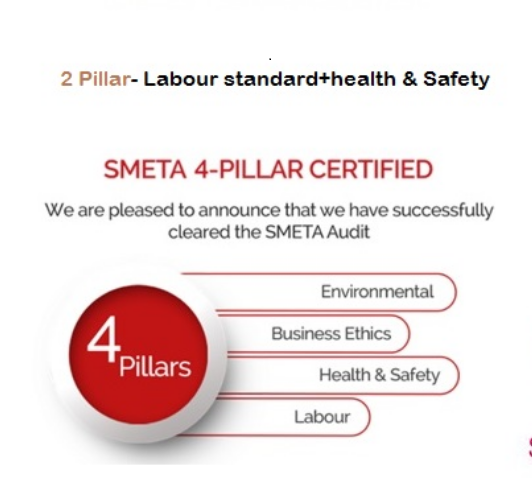 2 Pillar- Labour standard+health & Safety
SMETA 4-PILLAR CERTIFIED
We are pleased to announce that we have successfully
cleared the SMETA Audit
Environmental
Business Ethics
4
Pillars
Health & Safety
Labour